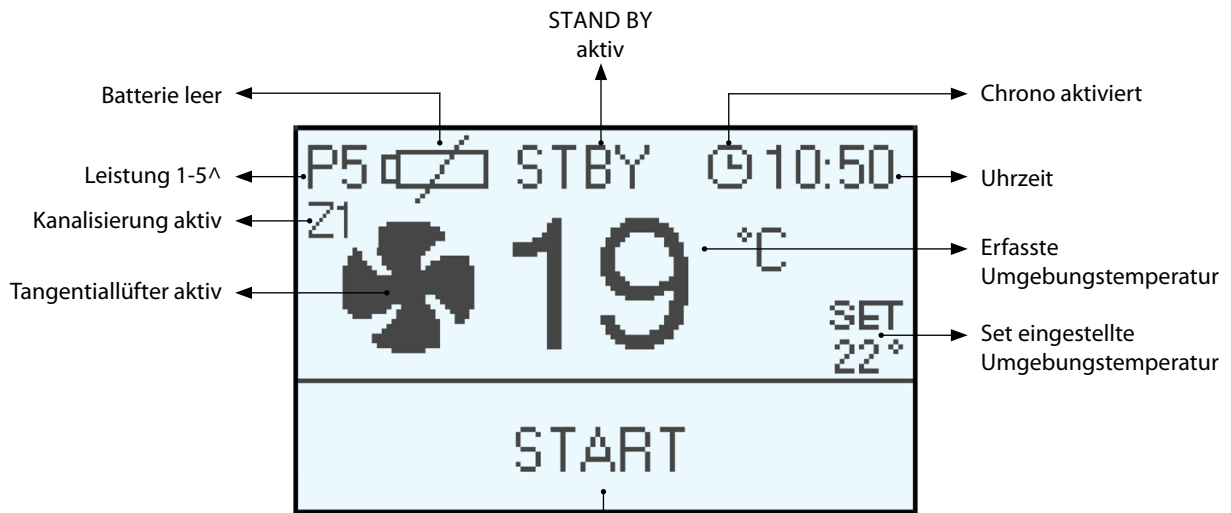 STAND BY
aktiv
Batterie leer
Chrono aktiviert
P5 STBY 10:50
Leistung 1-5^
Uhrzeit
Kanalisierung aktiv
Z1
19 °C
Erfasste
Umgebungstemperatur
Tangentiallüfter aktiv
SET
22°
Set eingestellte
Umgebungstemperatur
START